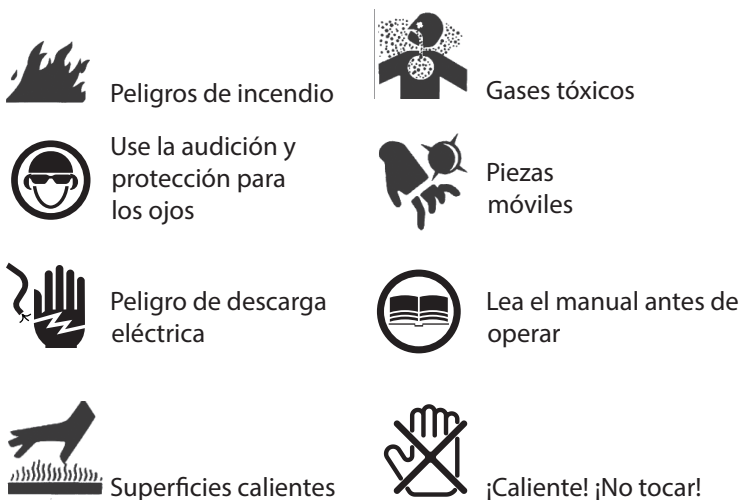 Peligros de incendio
Gases tóxicos
Use la audición y
protección para
los ojos
Piezas
móviles
Peligro de descarga
eléctrica
Lea el manual antes de
operar
Superficies calientes
¡Caliente! ¡No tocar!